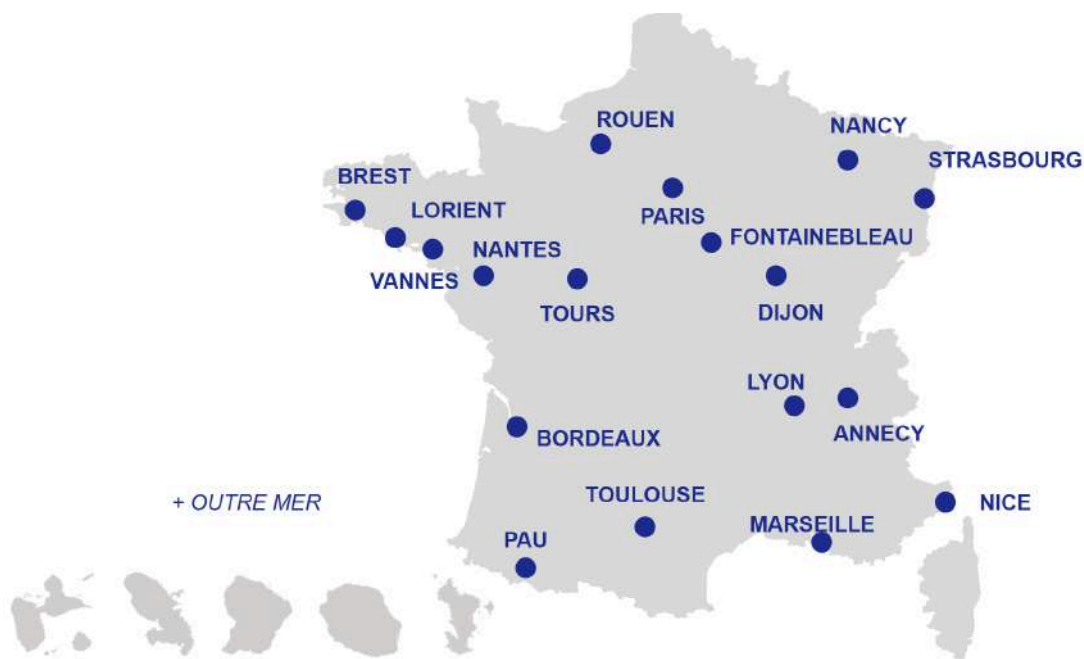 ROUEN
NANCY
STRASBOURG
BREST
LORIENT
PARIS
FONTAINEBLEAU
NANTES
VANNES
TOURS
DIJON
LYON
ANNECY
BORDEAUX
+ OUTRE MER
TOULOUSE
NICE
MARSEILLE
PAU